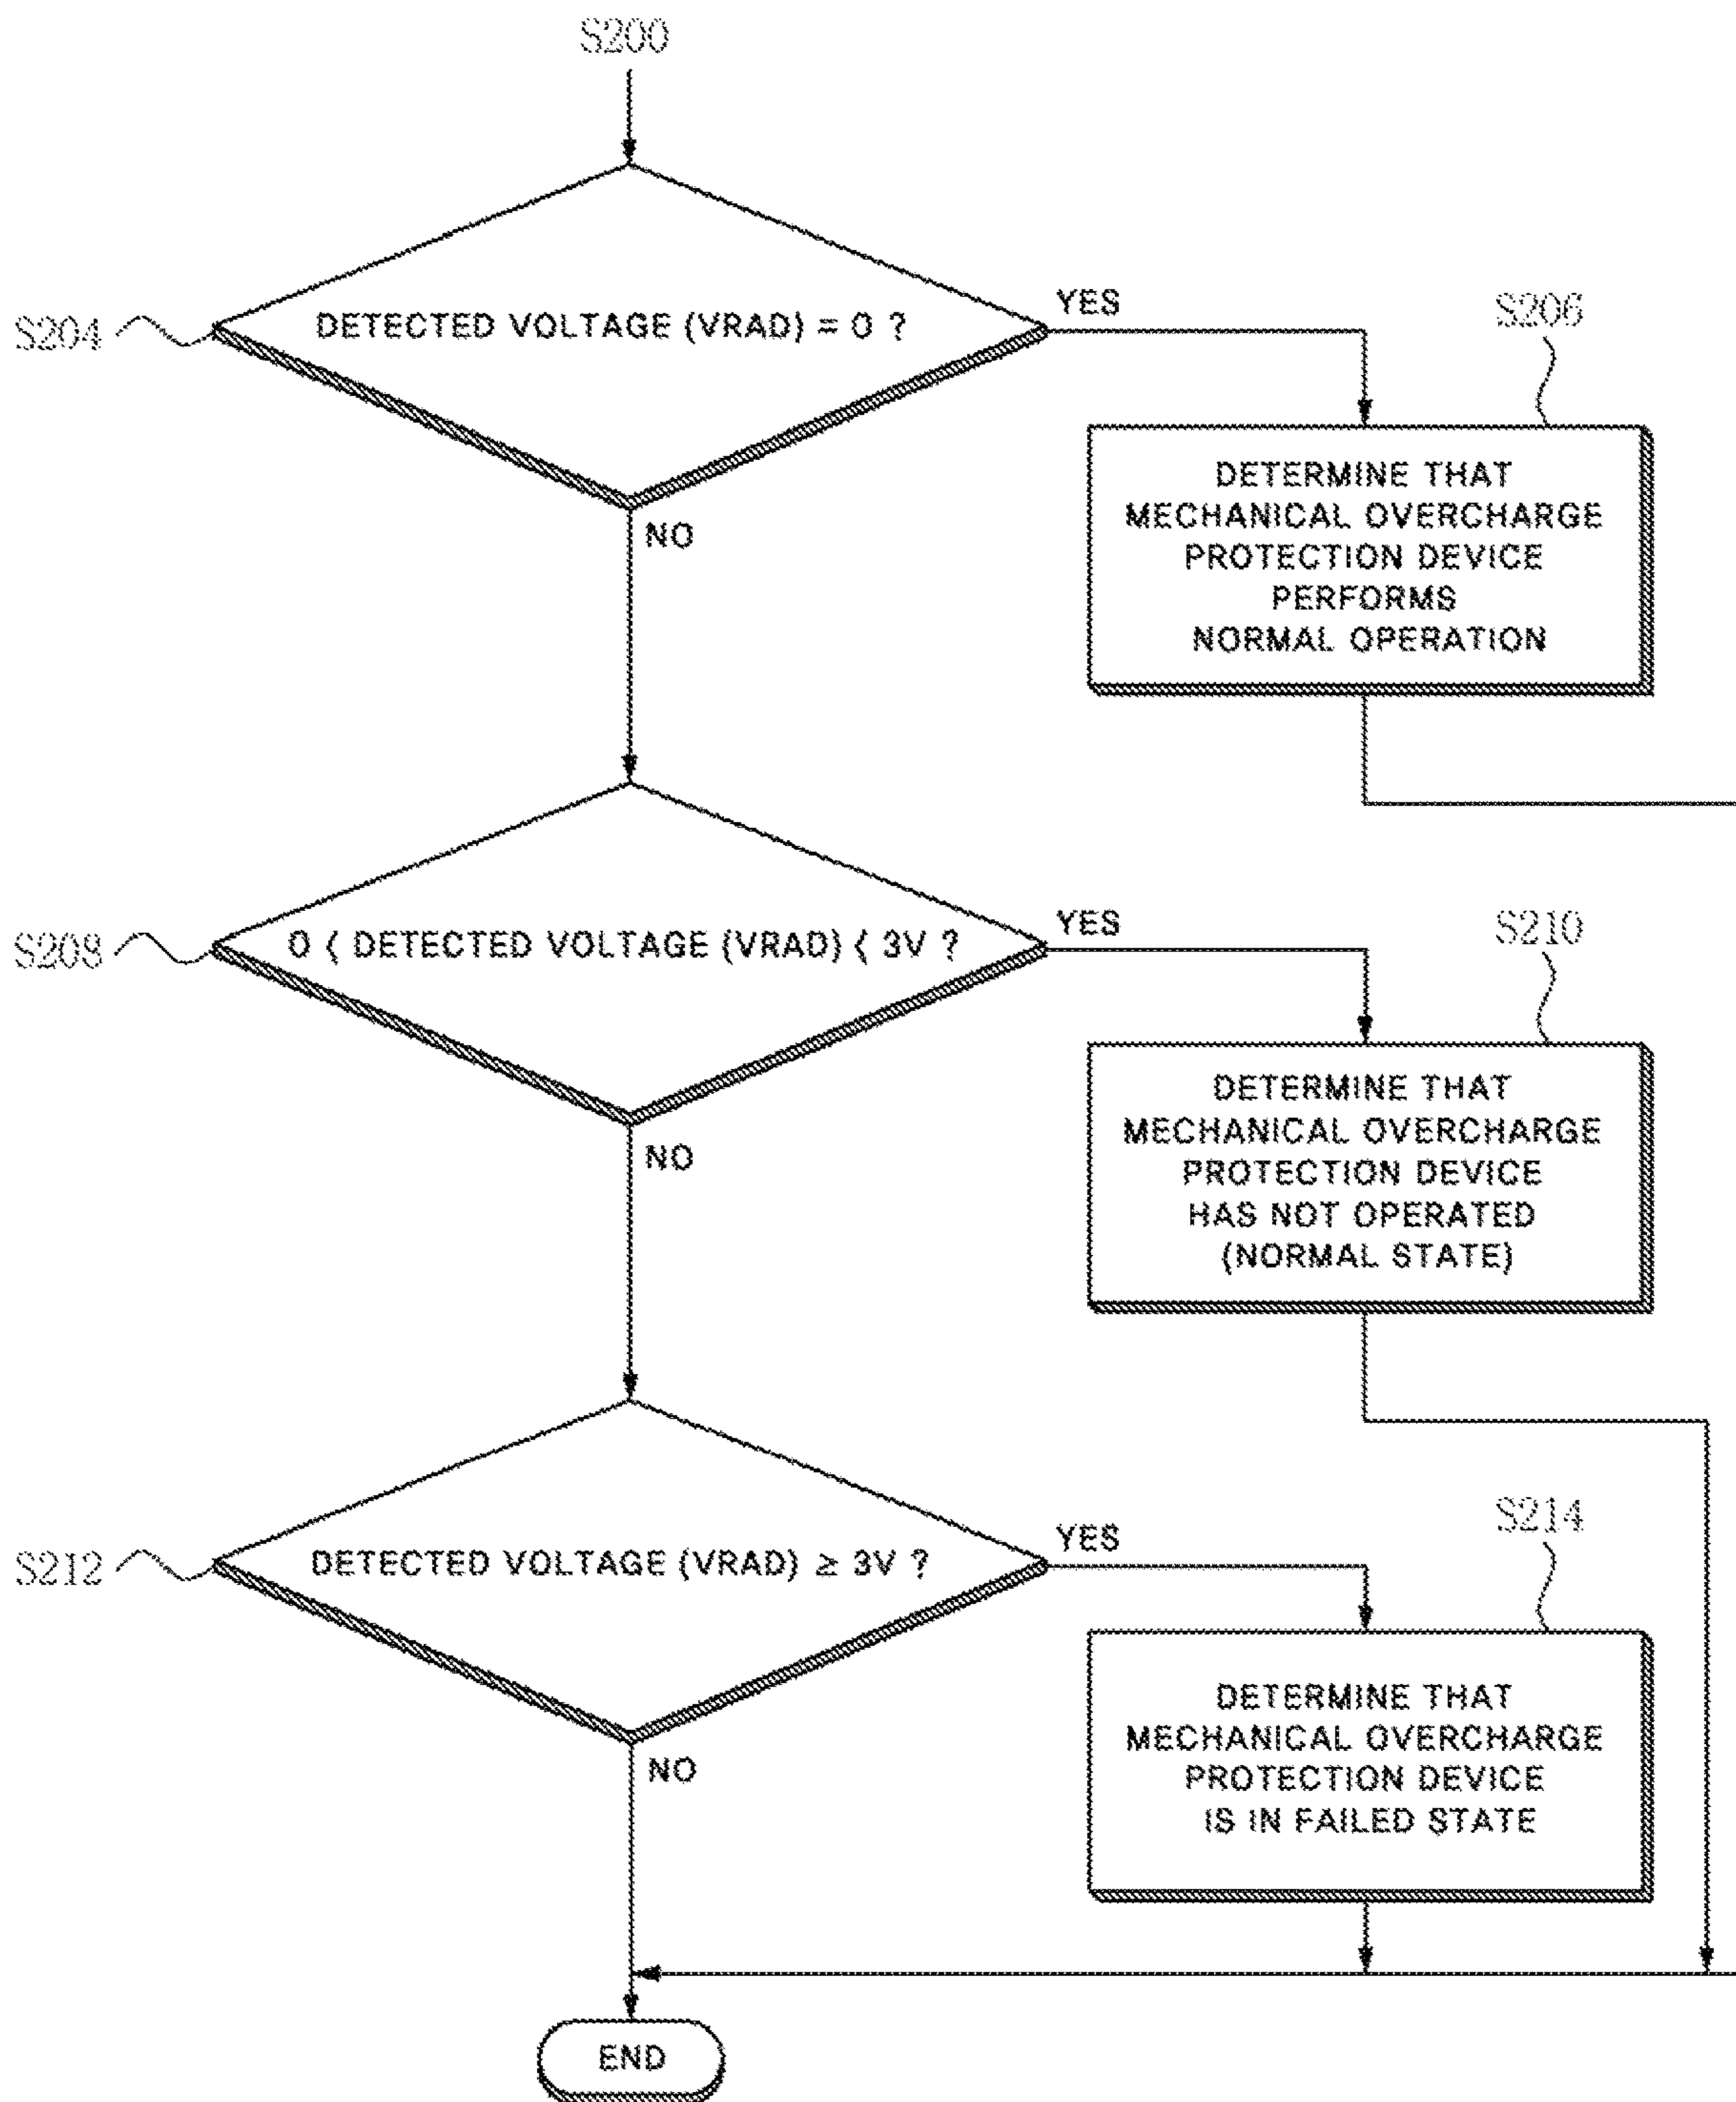 S200
S204
DETECTED VOLTAGE (VRAD) = 0 ?
YES
NO
S206
DETERMINE THAT
MECHANICAL OVERCHARGE
PROTECTION DEVICE
PERFORMS
NORMAL OPERATION
S208
0 < DETECTED VOLTAGE (VRAD) < 3V ?
YES
NO
S210
DETERMINE THAT
MECHANICAL OVERCHARGE
PROTECTION DEVICE
HAS NOT OPERATED
(NORMAL STATE)
S212
DETECTED VOLTAGE (VRAD) ≥ 3V ?
YES
NO
S214
DETERMINE THAT
MECHANICAL OVERCHARGE
PROTECTION DEVICE
IS IN FAILED STATE
END